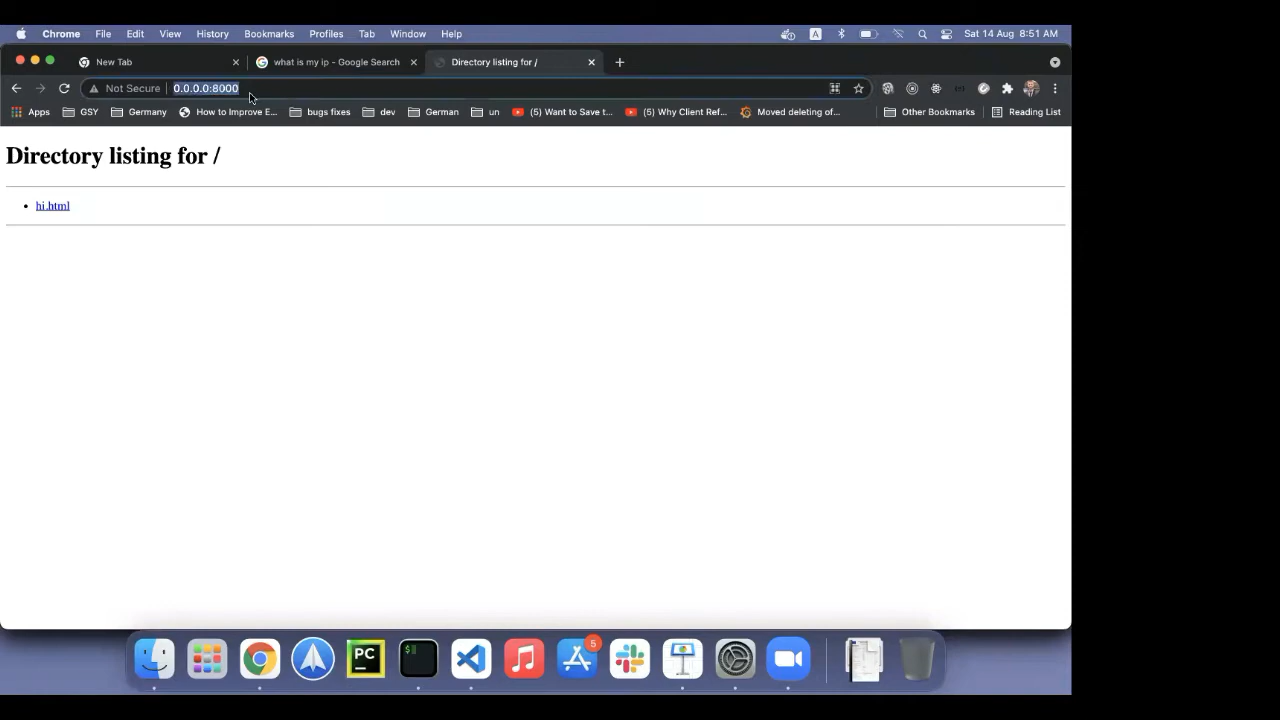 Chrome File Edit View History Bookmarks Profiles Tab Window Help A Sat 14 Aug 8:51 AM
New Tab what is my ip - Google Search Directory listing for /
Not Secure 0.0.0.0:8000
Apps GSY Germany How to Improve E... bugs fixes dev German un (5) Want to Save t... (5) Why Client Ref... Moved deleting of... Other Bookmarks Reading List
Directory listing for /
• hi.html
PC $ 5